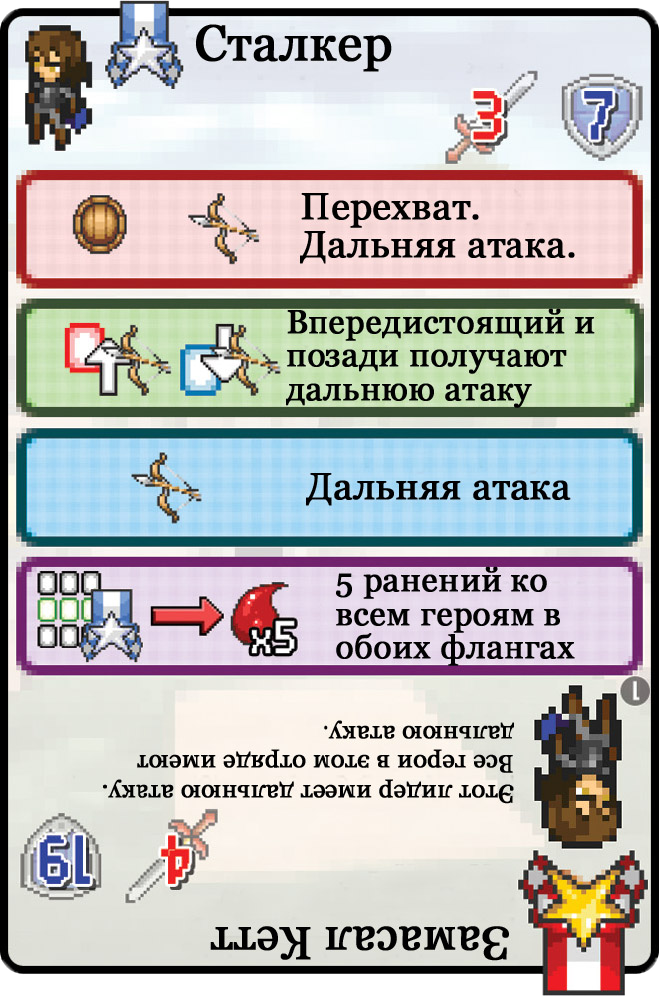 Сталкер
3
7
Перехват.
Дальняя атака.
Впередистоящий и
позади получают
дальнюю атаку
Дальняя атака
5 ранений ко
всем героям в
обоих флангах
x5
1
Замасал Кетт
4
19
Этот лидер имеет дальнюю атаку.
Все герои в этом отряде имеют
дальнюю атаку.